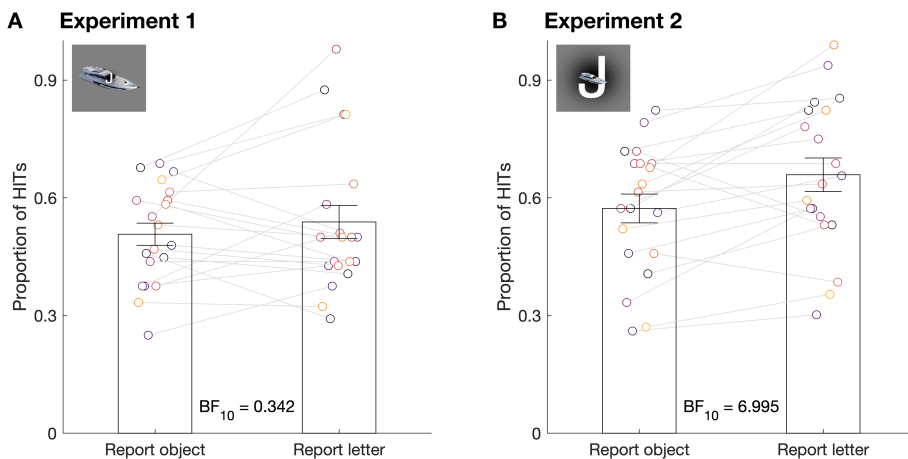 A Experiment 1
Proportion of HITs
0.9
0.6
0.3
0
J
BF10 = 0.342
Report object Report letter
B Experiment 2
Proportion of HITs
0.9
0.6
0.3
0
J
BF10 = 6.995
Report object Report letter